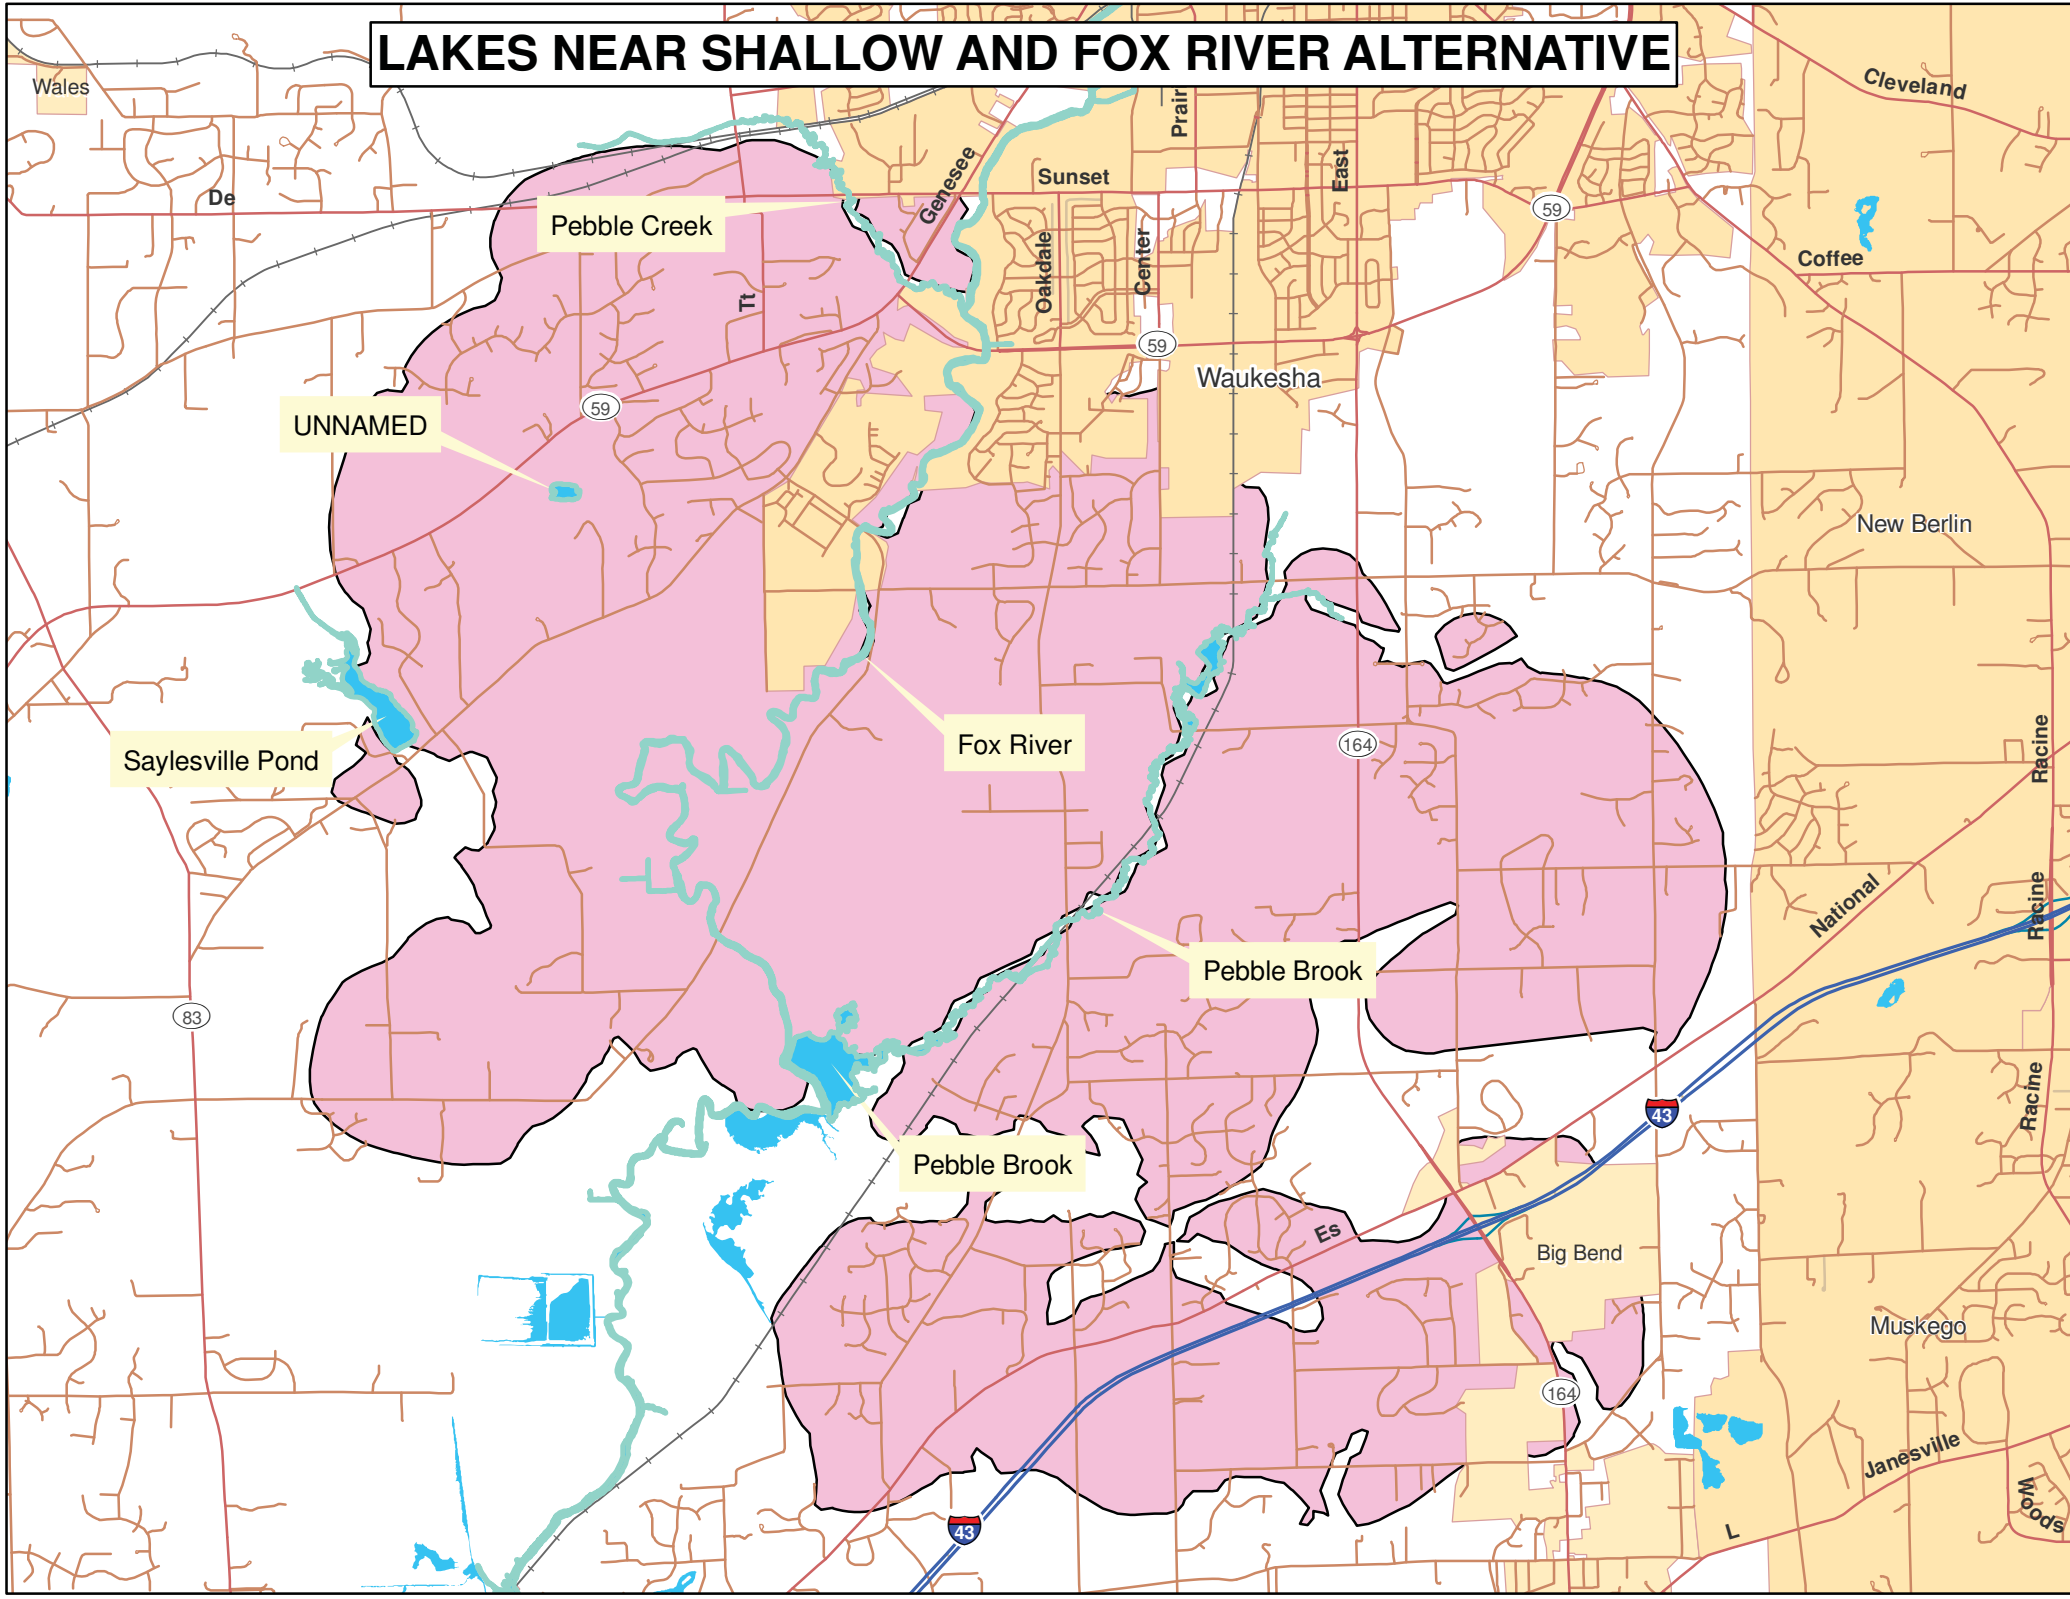 LAKES NEAR SHALLOW AND FOX RIVER ALTERNATIVE
Wales
Cleveland
Prair
De
Genesee
Sunset
East
59
Pebble Creek
Coffee
Tt
Oakdale
Center
59
Waukesha
59
UNNAMED
New Berlin
Saylesville Pond
Fox River
164
Racine
National
Racine
Pebble Brook
83
43
Racine
Pebble Brook
Es
Big Bend
Muskego
164
Janesville
Woods
L
43